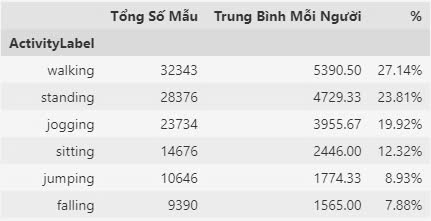 Tổng Số Mẫu Trung Bình Mỗi Người %
ActivityLabel
walking 32343 5390.50 27.14%
standing 28376 4729.33 23.81%
jogging 23734 3955.67 19.92%
sitting 14676 2446.00 12.32%
jumping 10646 1774.33 8.93%
falling 9390 1565.00 7.88%